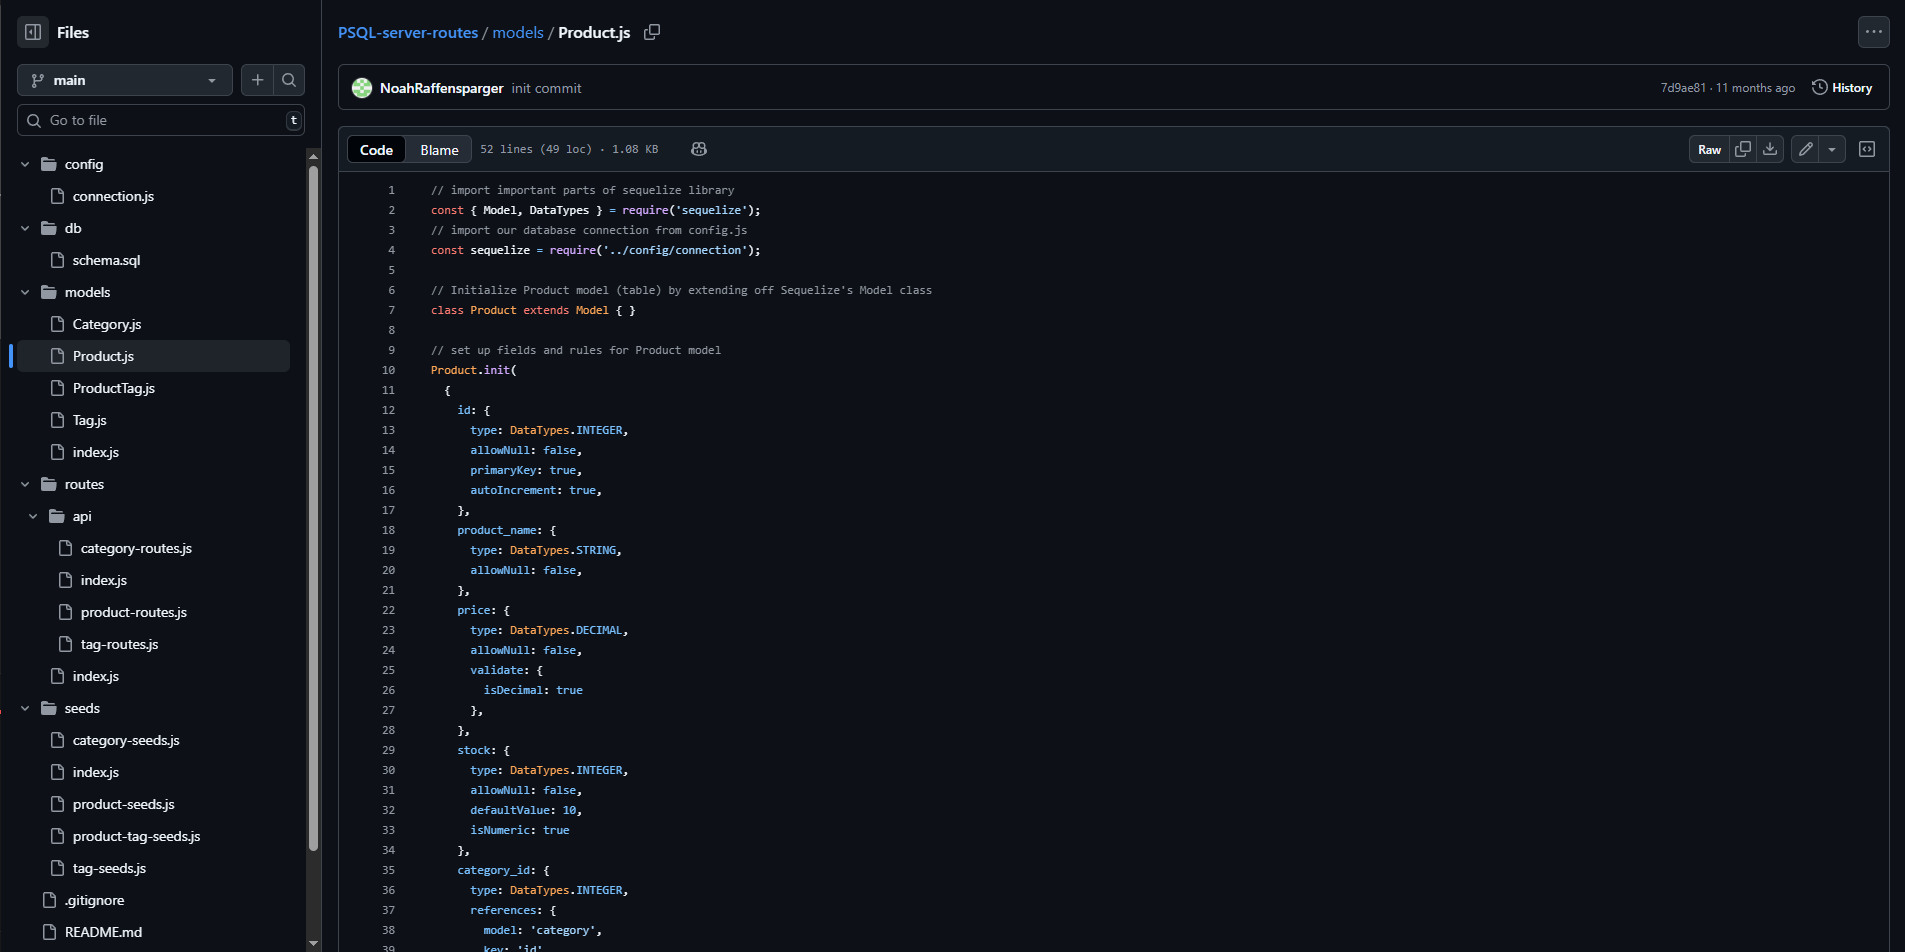 Files
main
Go to file
t
config
connection.js
db
schema.sql
models
Category.js
Product.js
ProductTag.js
Tag.js
index.js
routes
api
category-routes.js
index.js
product-routes.js
tag-routes.js
index.js
seeds
category-seeds.js
index.js
product-seeds.js
product-tag-seeds.js
tag-seeds.js
.gitignore
README.md
PSQL-server-routes / models / Product.js
NoahRaffensparger init commit
7d9ae81 · 11 months ago
History
Code
Blame
52 lines (49 loc) · 1.08 KB
Raw
1 // import important parts of sequelize library
2 const { Model, DataTypes } = require('sequelize');
3 // import our database connection from config.js
4 const sequelize = require('../config/connection');
5
6 // Initialize Product model (table) by extending off Sequelize's Model class
7 class Product extends Model { }
8
9 // set up fields and rules for Product model
10 Product.init(
11 {
12 id: {
13 type: DataTypes.INTEGER,
14 allowNull: false,
15 primaryKey: true,
16 autoIncrement: true,
17 },
18 product_name: {
19 type: DataTypes.STRING,
20 allowNull: false,
21 },
22 price: {
23 type: DataTypes.DECIMAL,
24 allowNull: false,
25 validate: {
26 isDecimal: true
27 },
28 },
29 stock: {
30 type: DataTypes.INTEGER,
31 allowNull: false,
32 defaultValue: 10,
33 isNumeric: true
34 },
35 category_id: {
36 type: DataTypes.INTEGER,
37 references: {
38 model: 'category',
39 key: 'id'